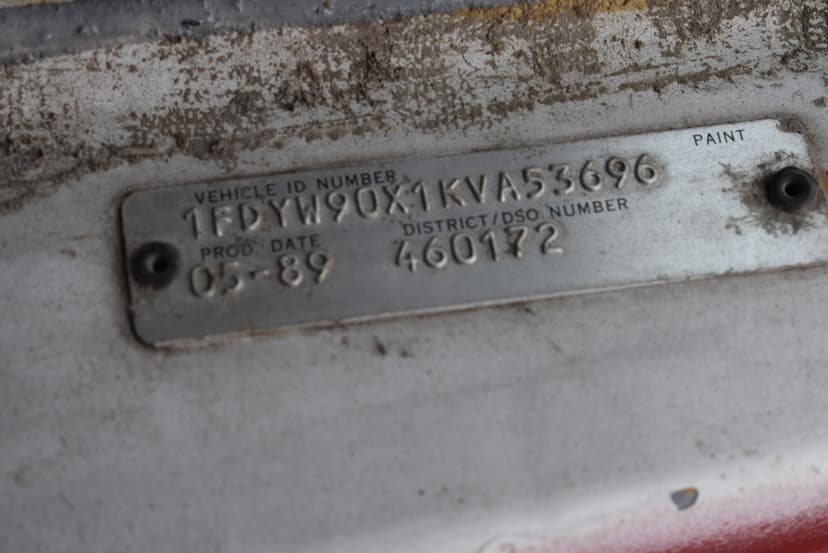 PAINT
VEHICLE ID NUMBER
1FDYW90X1KVA53696
PROD. DATE DISTRICT/DSO NUMBER
05-89 460172